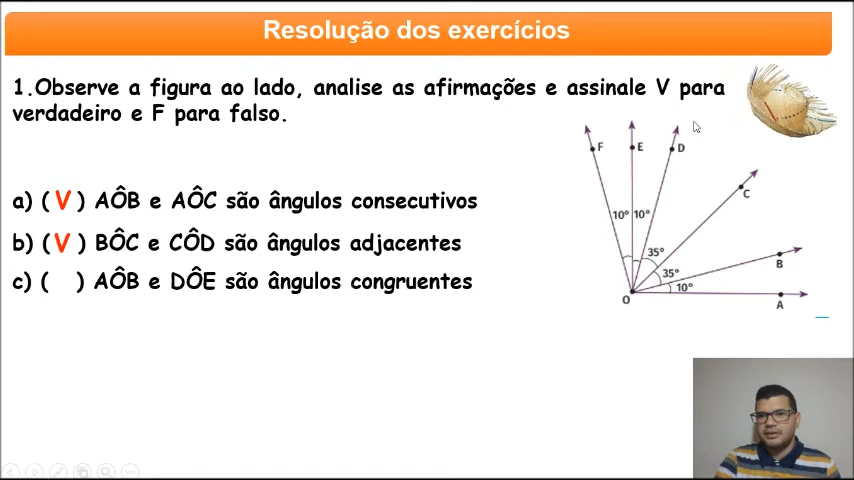 Resolução dos exercícios
1.Observe a figura ao lado, analise as afirmações e assinale V para
verdadeiro e F para falso.
a) ( V ) AÔB e AÔC são ângulos consecutivos
b) ( V ) BÔC e CÔD são ângulos adjacentes
c) ( ) AÔB e DÔE são ângulos congruentes
F
E
D
C
10° 10°
35°
35°
B
10°
O
A